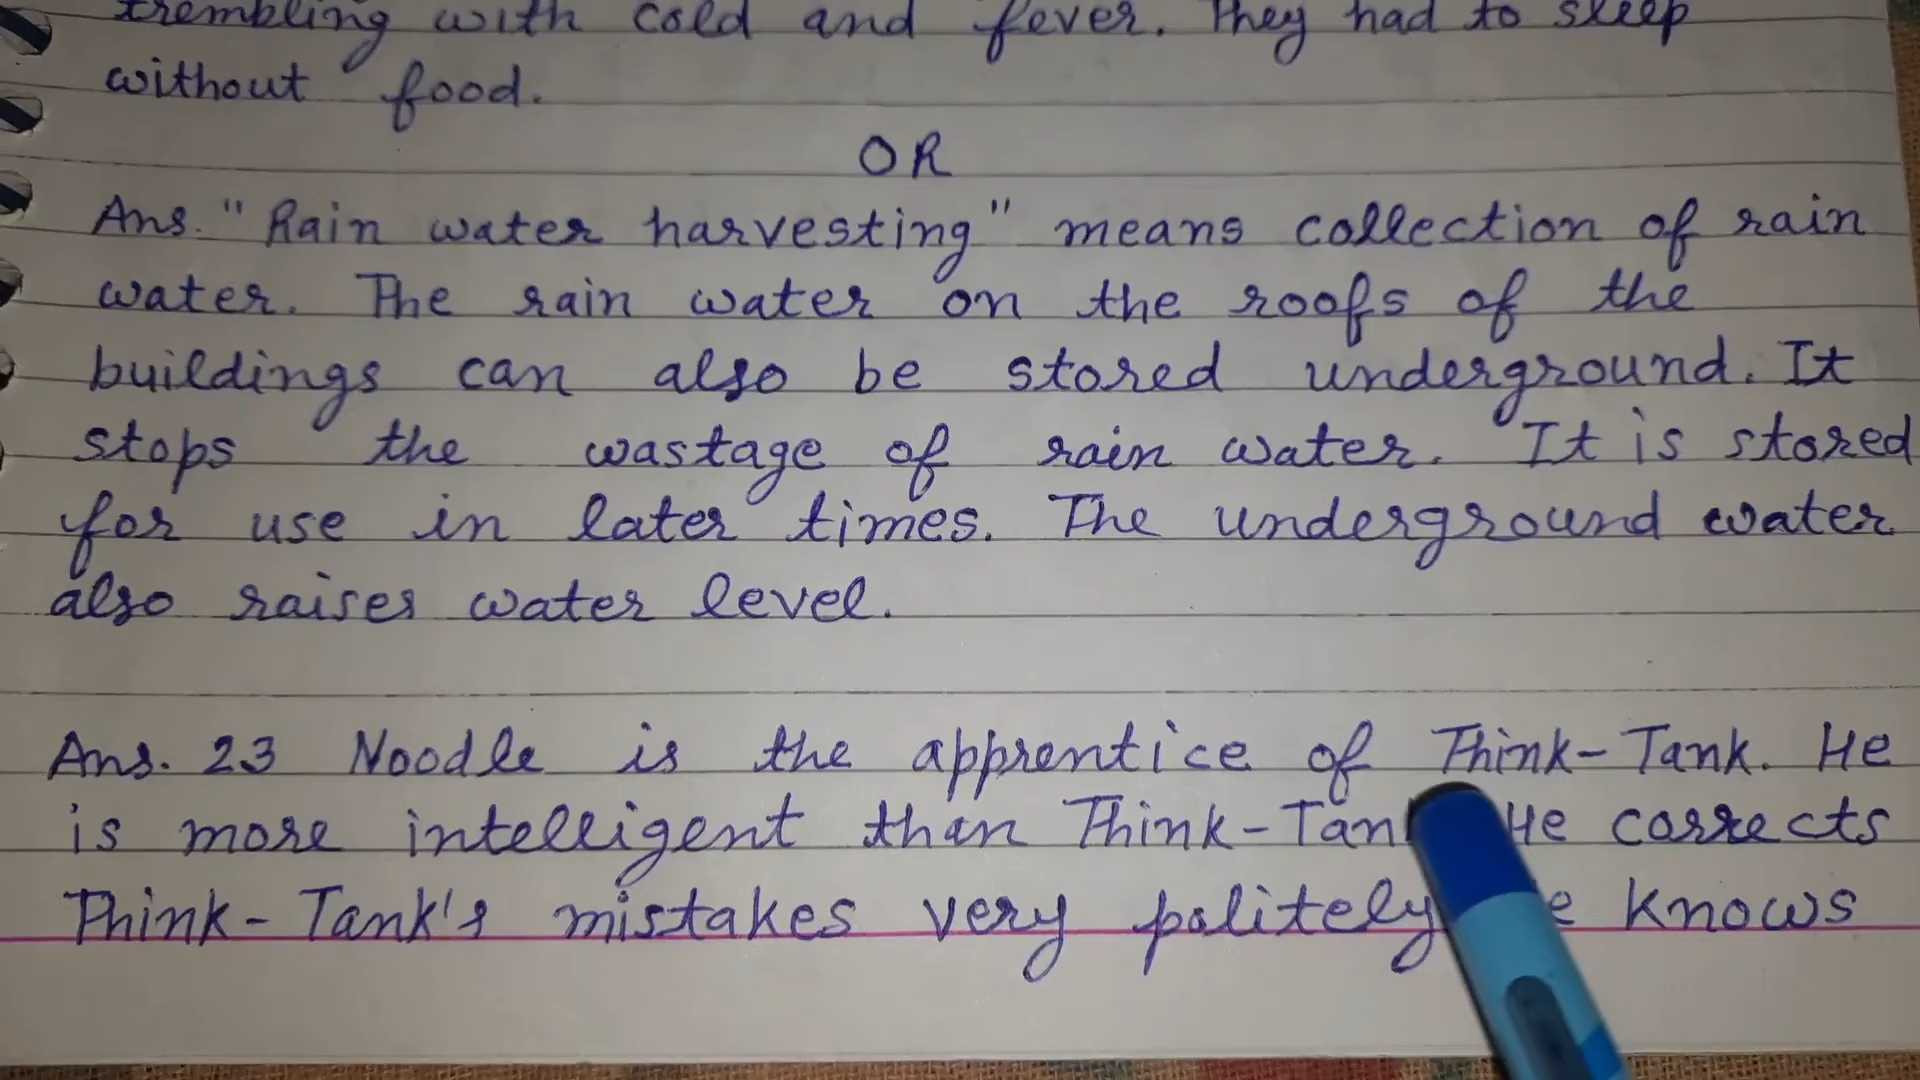 trembling with cold and fever. They had to sleep
without food.
OR
Ans. "Rain water harvesting" means collection of rain
water. The rain water on the roofs of the
buildings can also be stored underground. It
stops the wastage of rain water. It is stored
for use in later times. The underground water
also raises water level.
Ans. 23 Noodle is the apprentice of Think-Tank. He
is more intelligent than Think-Tan He corrects
Think-Tank's mistakes very politely knows